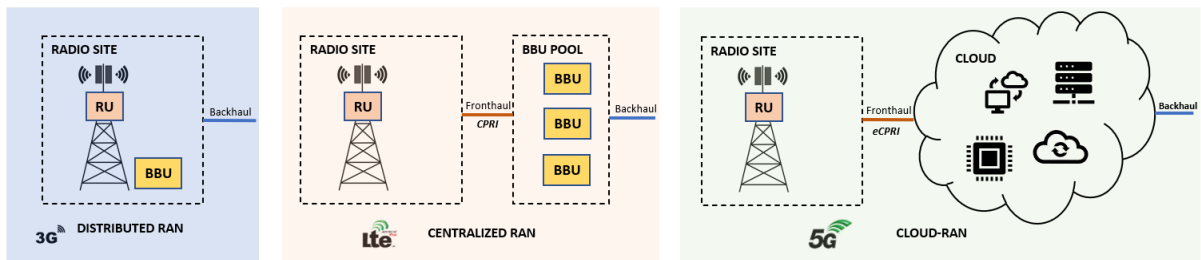 RADIO SITE
RU
BBU
Backhaul
3G
DISTRIBUTED RAN
RADIO SITE
RU
Fronthaul
CPRI
BBU POOL
BBU
BBU
BBU
Backhaul
Lte
CENTRALIZED RAN
RADIO SITE
RU
Fronthaul
eCPRI
CLOUD
Backhaul
5G
CLOUD-RAN